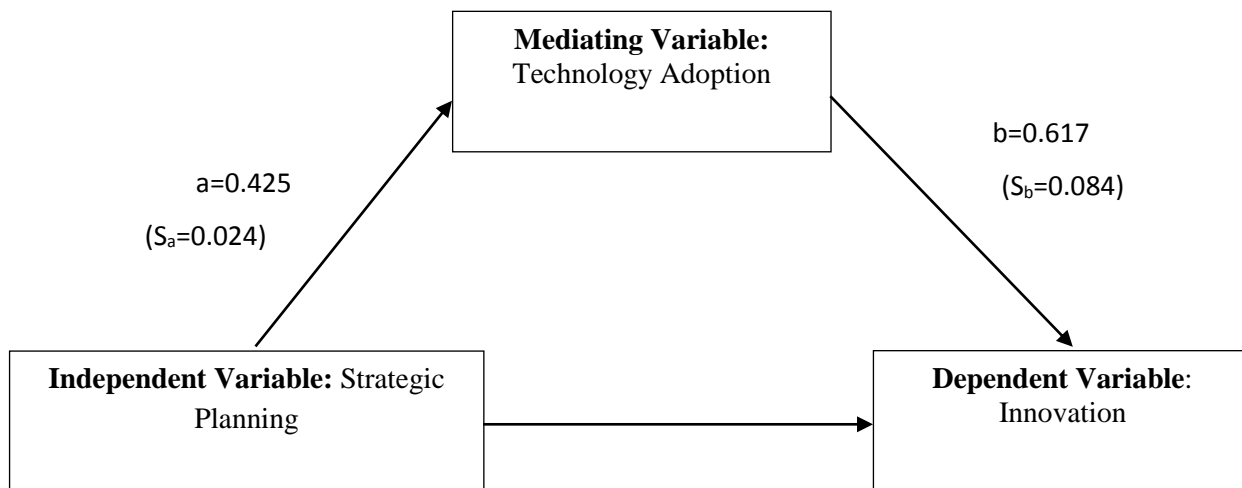 Mediating Variable:
Technology Adoption
a=0.425
(Sa=0.024)
b=0.617
(Sb=0.084)
Independent Variable: Strategic
Planning
Dependent Variable:
Innovation